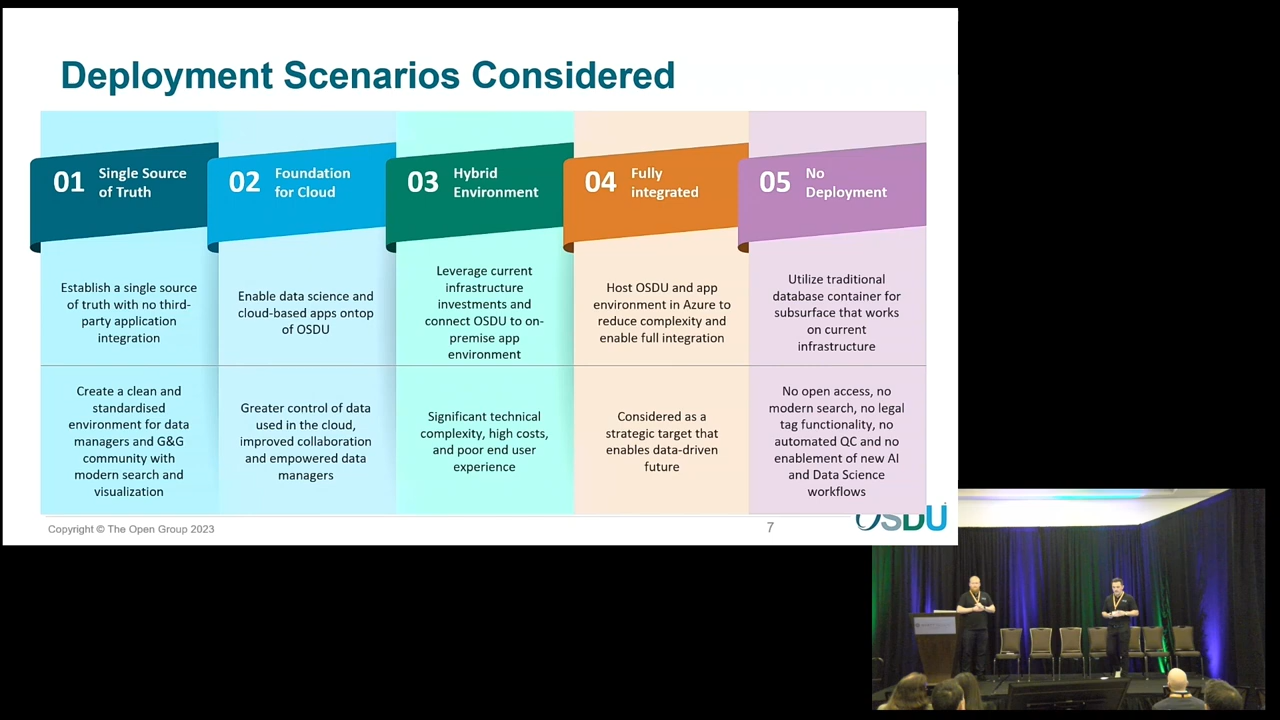 Deployment Scenarios Considered
01
Single Source
of Truth
02
Foundation
for Cloud
03
Hybrid
Environment
04
Fully
integrated
05
No
Deployment
Establish a single source
of truth with no third-
party application
integration
Enable data science and
cloud-based apps ontop
of OSDU
Leverage current
infrastructure
investments and
connect OSDU to on-
premise app
environment
Host OSDU and app
environment in Azure to
reduce complexity and
enable full integration
Utilize traditional
database container for
subsurface that works
on current
infrastructure
Create a clean and
standardised
environment for data
managers and G&G
community with
modern search and
visualization
Greater control of data
used in the cloud,
improved collaboration
and empowered data
managers
Significant technical
complexity, high costs,
and poor end user
experience
Considered as a
strategic target that
enables data-driven
future
No open access, no
modern search, no legal
tag functionality, no
automated QC and no
enablement of new AI
and Data Science
workflows
Copyright © The Open Group 2023
7
OSDU